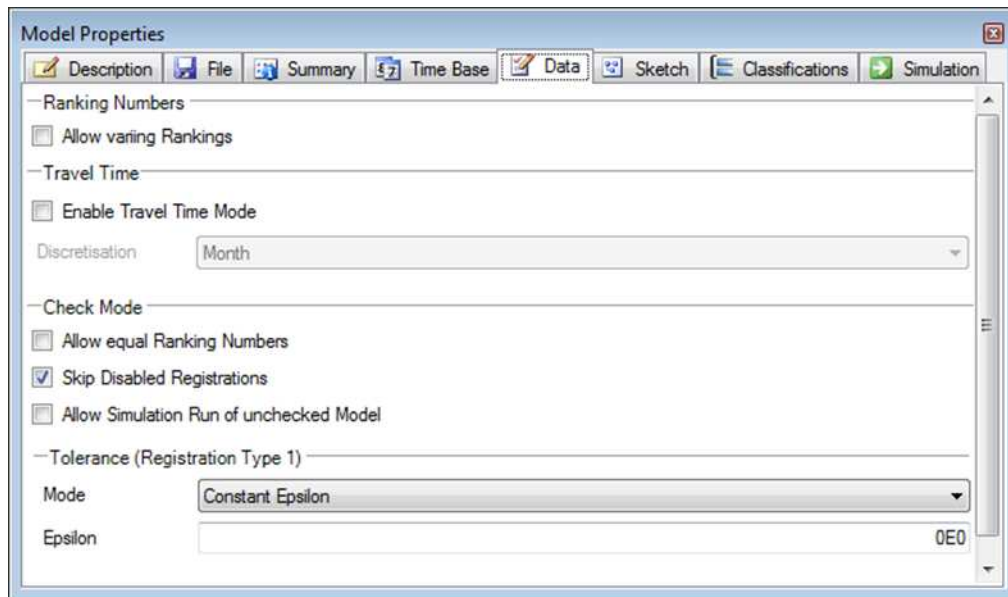 Model Properties
Description File Summary Time Base Data Sketch Classifications Simulation
Ranking Numbers
Allow variing Rankings
Travel Time
Enable Travel Time Mode
Discretisation Month
Check Mode
Allow equal Ranking Numbers
Skip Disabled Registrations
Allow Simulation Run of unchecked Model
Tolerance (Registration Type 1)
Mode Constant Epsilon
Epsilon 0E0